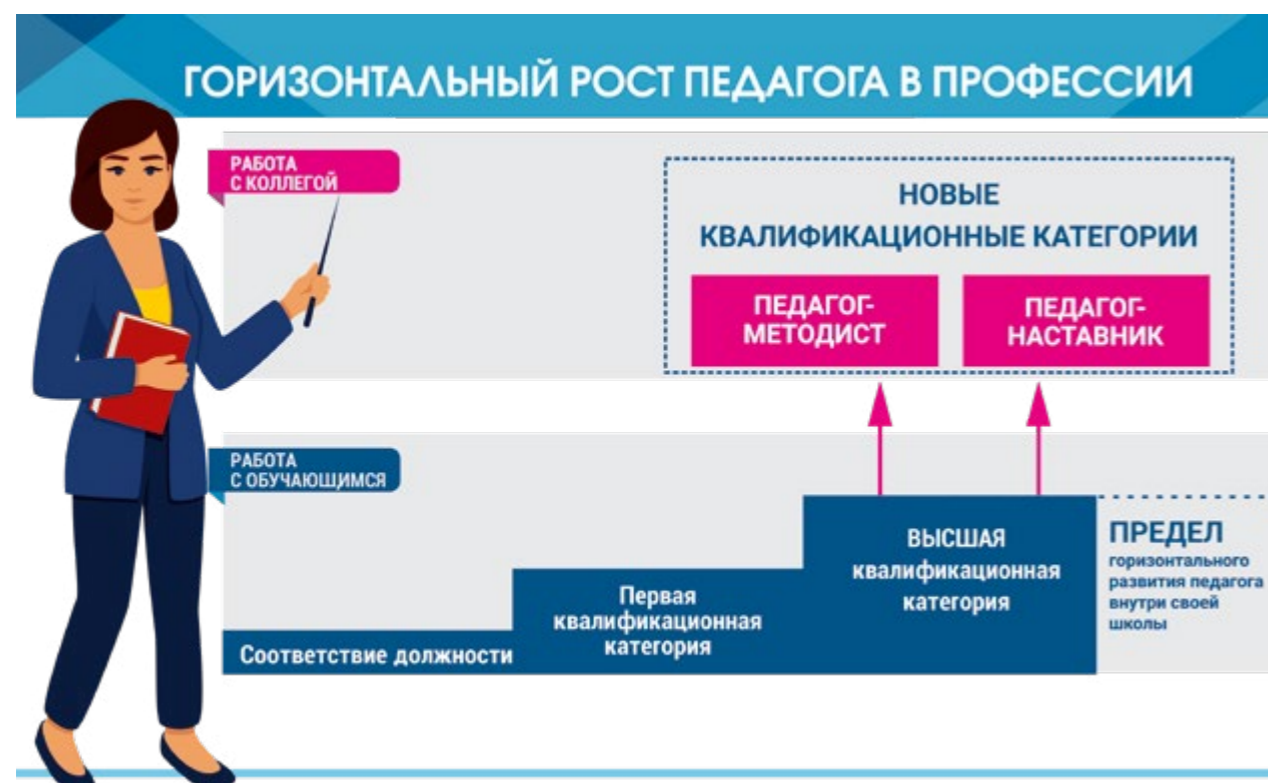 ГОРИЗОНТАЛЬНЫЙ РОСТ ПЕДАГОГА В ПРОФЕССИИ
РАБОТА
С КОЛЛЕГОЙ
НОВЫЕ
КВАЛИФИКАЦИОННЫЕ КАТЕГОРИИ
ПЕДАГОГ-
МЕТОДИСТ
ПЕДАГОГ-
НАСТАВНИК
РАБОТА
С ОБУЧАЮЩИМСЯ
Соответствие должности
Первая
квалификационная
категория
ВЫСШАЯ
квалификационная
категория
ПРЕДЕЛ
горизонтального
развития педагога
внутри своей
школы